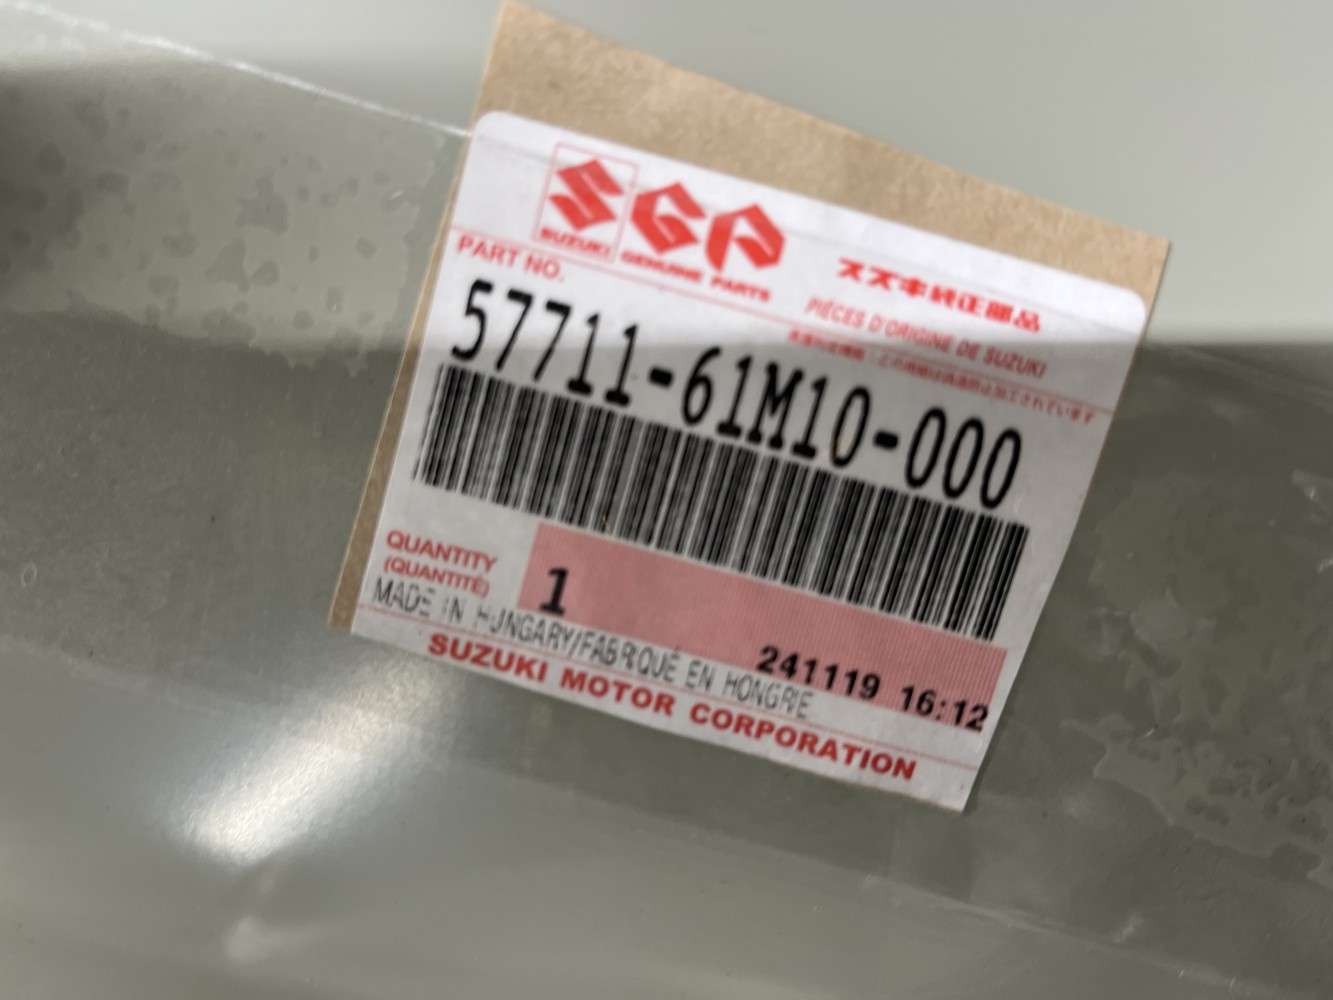 SGP
SUZUKI GENUINE PARTS
スズキ純正部品
PART NO.
PIÈCES D'ORIGINE DE SUZUKI
57711-61M10-000
QUANTITY
(QUANTITÉ)
1
MADE IN HUNGARY/FABRIQUÉ EN HONGRIE
241119 16:12
SUZUKI MOTOR CORPORATION